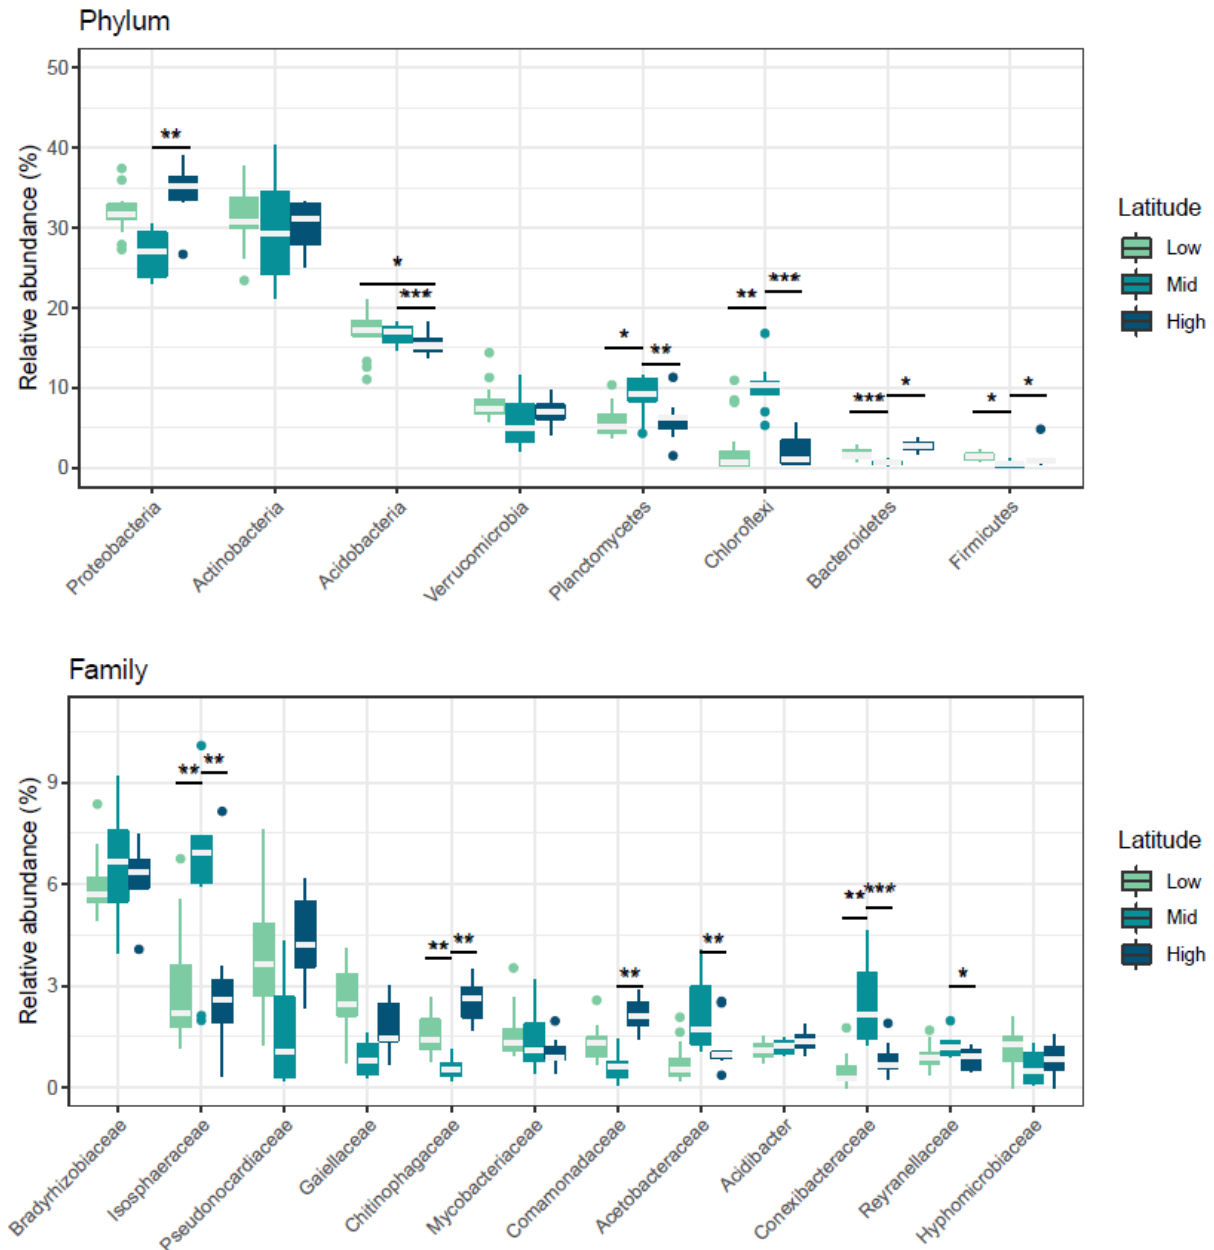 Phylum
Relative abundance (%)
50
40
30
20
10
0
**
*
***
*
**
**
***
***
*
*
*
Proteobacteria
Actinobacteria
Acidobacteria
Verrucomicrobia
Planctomycetes
Chloroflexi
Bacteroidetes
Firmicutes
Latitude
Low
Mid
High
Family
Relative abundance (%)
9
6
3
0
**
**
**
**
**
**
**
***
*
Bradyrhizobiaceae
Isosphaeraceae
Pseudonocardiaceae
Gaiellaceae
Chitinophagaceae
Mycobacteriaceae
Comamonadaceae
Acetobacteraceae
Acidibacter
Conexibacteraceae
Reyranellaceae
Hyphomicrobiaceae
Latitude
Low
Mid
High